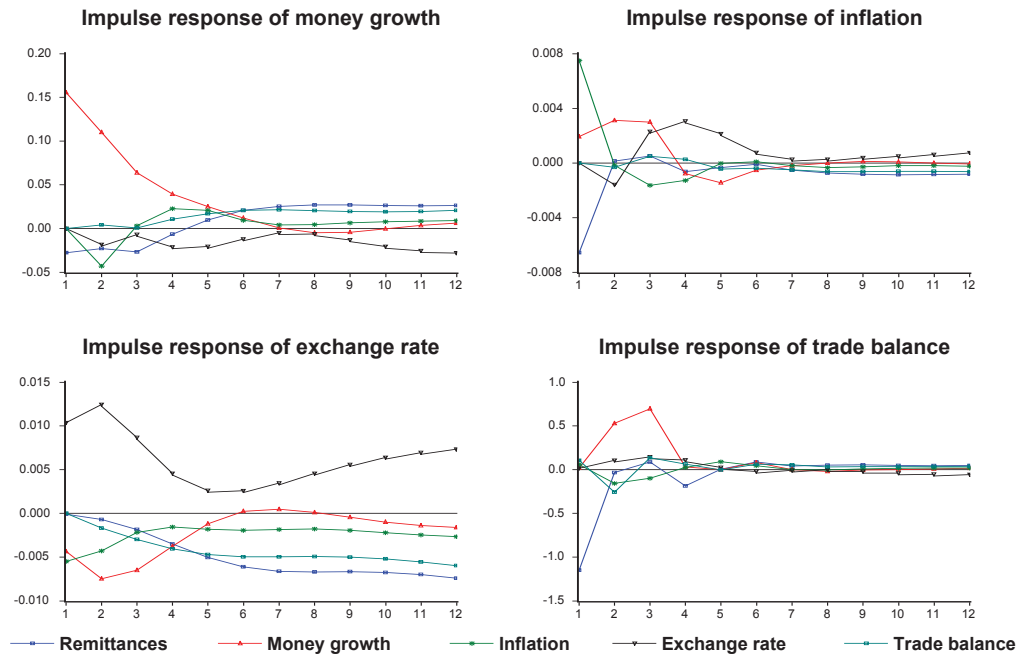 Impulse response of money growth
0.20
0.15
0.10
0.05
0.00
-0.05
1 2 3 4 5 6 7 8 9 10 11 12
Impulse response of inflation
0.008
0.004
0.000
-0.004
-0.008
1 2 3 4 5 6 7 8 9 10 11 12
Impulse response of exchange rate
0.015
0.010
0.005
0.000
-0.005
-0.010
1 2 3 4 5 6 7 8 9 10 11 12
Impulse response of trade balance
1.0
0.5
0.0
-0.5
-1.0
-1.5
1 2 3 4 5 6 7 8 9 10 11 12
Remittances Money growth Inflation Exchange rate Trade balance